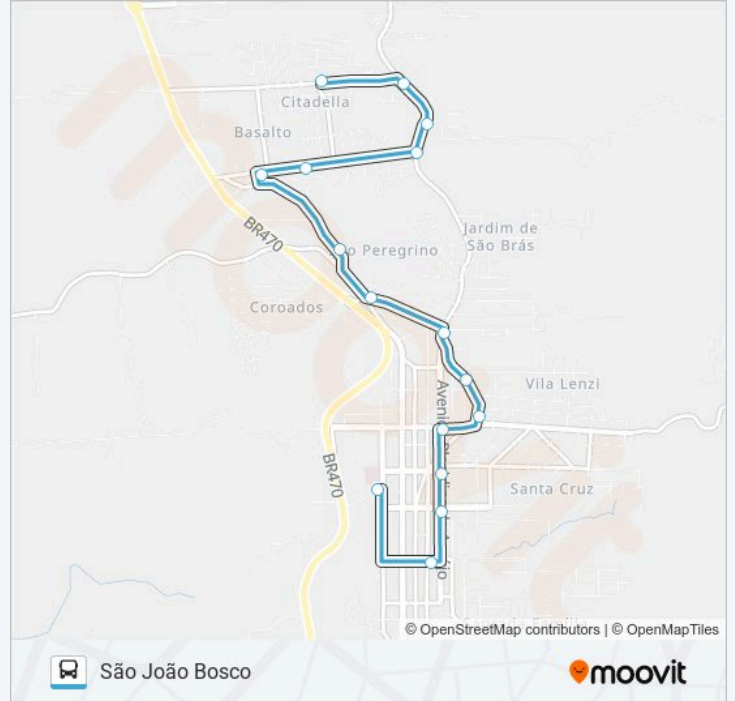 Citadella
Basalto
Jardim de
São Brás
BR470
o Peregrino
Coroados
Vila Lenzi
BR470
Santa Cruz
© OpenStreetMap contributors | © OpenMapTiles
São João Bosco
moovit